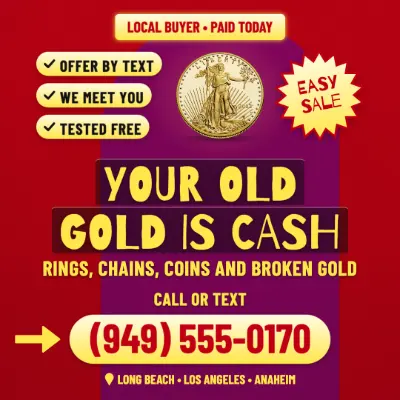 LOCAL BUYER • PAID TODAY
OFFER BY TEXT
WE MEET YOU
TESTED FREE
EASY
SALE
YOUR OLD
GOLD IS CASH
RINGS, CHAINS, COINS AND BROKEN GOLD
CALL OR TEXT
(949) 555-0170
LONG BEACH • LOS ANGELES • ANAHEIM